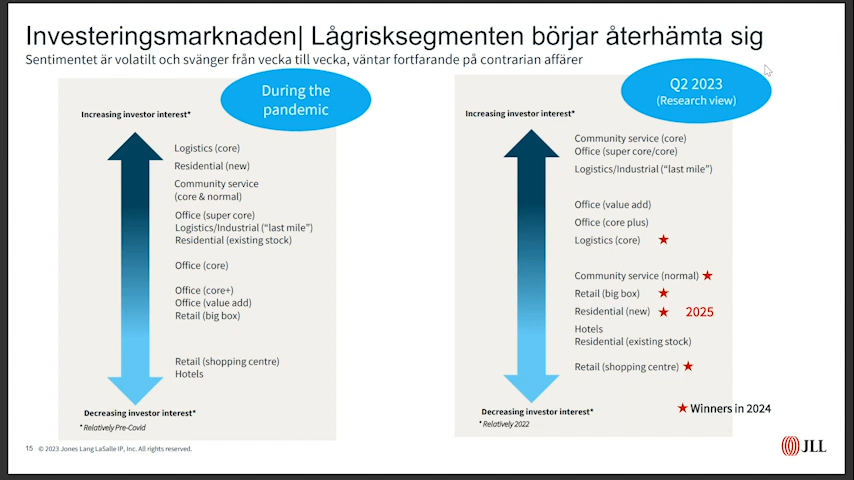 Investeringsmarknaden| Lågrisksegmenten börjar återhämta sig
Sentimentet är volatilt och svänger från vecka till vecka, väntar fortfarande på contrarian affärer
During the
pandemic
Increasing investor interest*
Logistics (core)
Residential (new)
Community service
(core & normal)
Office (super core)
Logistics/Industrial (“last mile”)
Residential (existing stock)
Office (core)
Office (core+)
Office (value add)
Retail (big box)
Retail (shopping centre)
Hotels
Decreasing investor interest*
* Relatively Pre-Covid
Q2 2023
(Research view)
Increasing investor interest*
Community service (core)
Office (super core/core)
Logistics/Industrial (“last mile”)
Office (value add)
Office (core plus)
Logistics (core)
Community service (normal)
Retail (big box)
Residential (new) 2025
Hotels
Residential (existing stock)
Retail (shopping centre)
Winners in 2024
Decreasing investor interest*
* Relatively 2022
15 © 2023 Jones Lang LaSalle IP, Inc. All rights reserved.
JLL